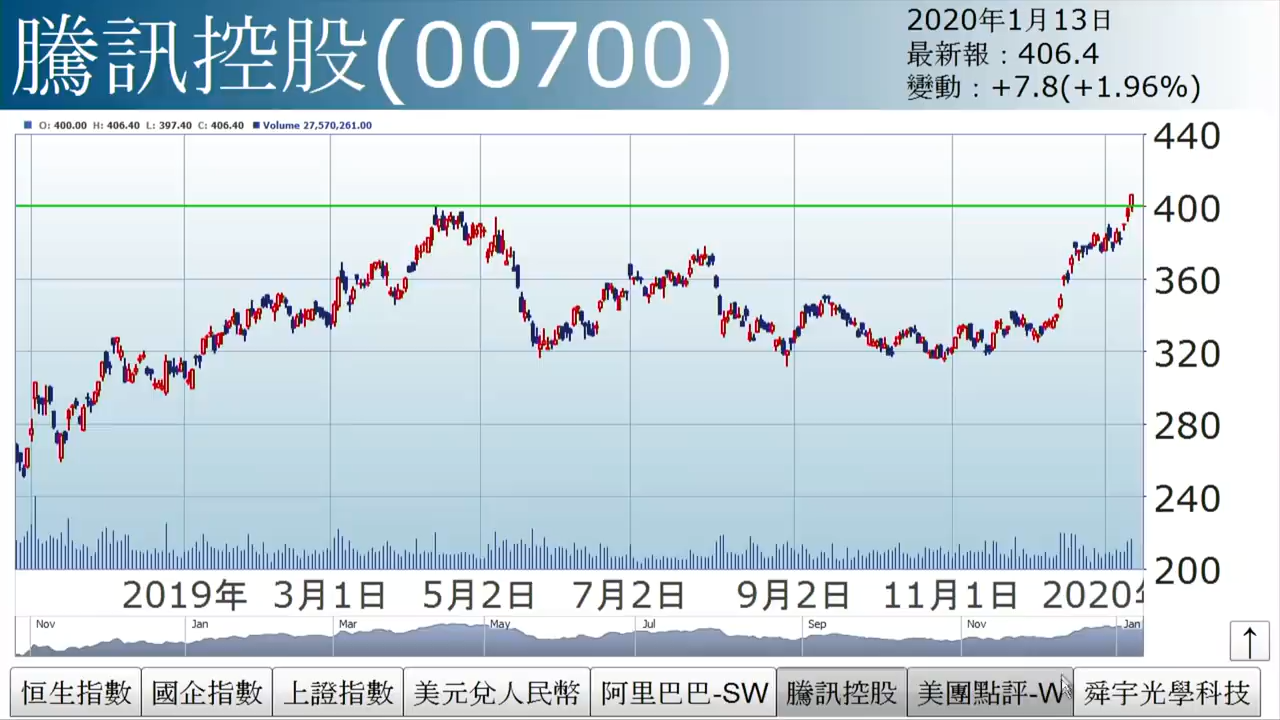 騰訊控股(00700)
2020年1月13日
最新報：406.4
變動：+7.8(+1.96%)
O: 400.00 H: 406.40 L: 397.40 C: 406.40 Volume 27,570,261.00
440
400
360
320
280
240
200
2019年 3月1日 5月2日 7月2日 9月2日 11月1日 2020年
Nov Jan Mar May Jul Sep Nov Jan
↑
恒生指數 國企指數 上證指數 美元兌人民幣 阿里巴巴-SW 騰訊控股 美團點評-W 舜宇光學科技